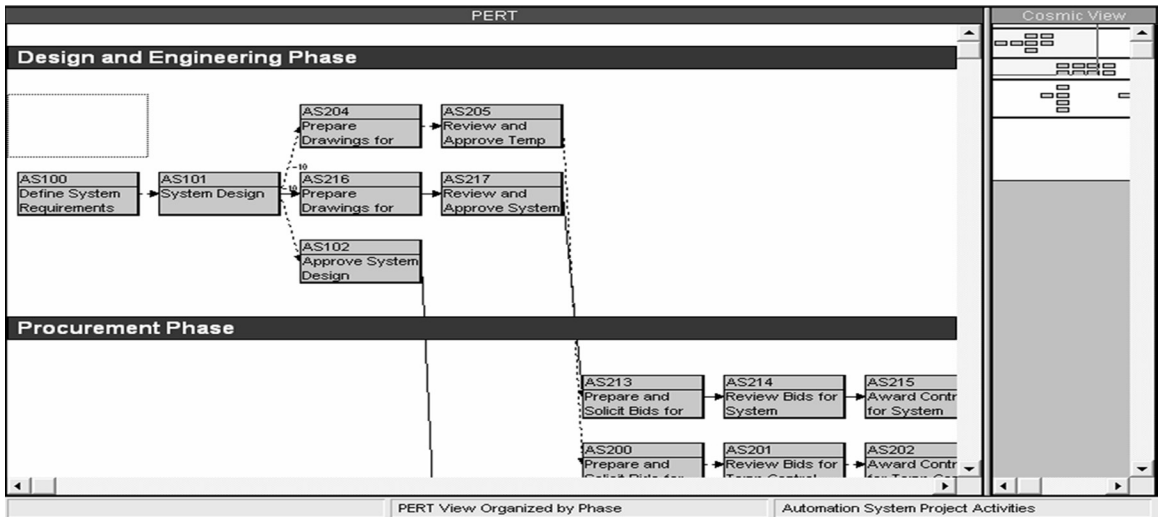 PERT
Cosmic View
Design and Engineering Phase
AS204
Prepare
Drawings for
AS205
Review and
Approve Temp
10
AS100
Define System
Requirements
AS101
System Design
AS216
Prepare
Drawings for
AS217
Review and
Approve System
AS102
Approve System
Design
Procurement Phase
AS213
Prepare and
Solicit Bids for
AS214
Review Bids for
System
AS215
Award Contr
for System
AS200
Prepare and
AS201
Review Bids for
AS202
Award Contr
PERT View Organized by Phase
Automation System Project Activities